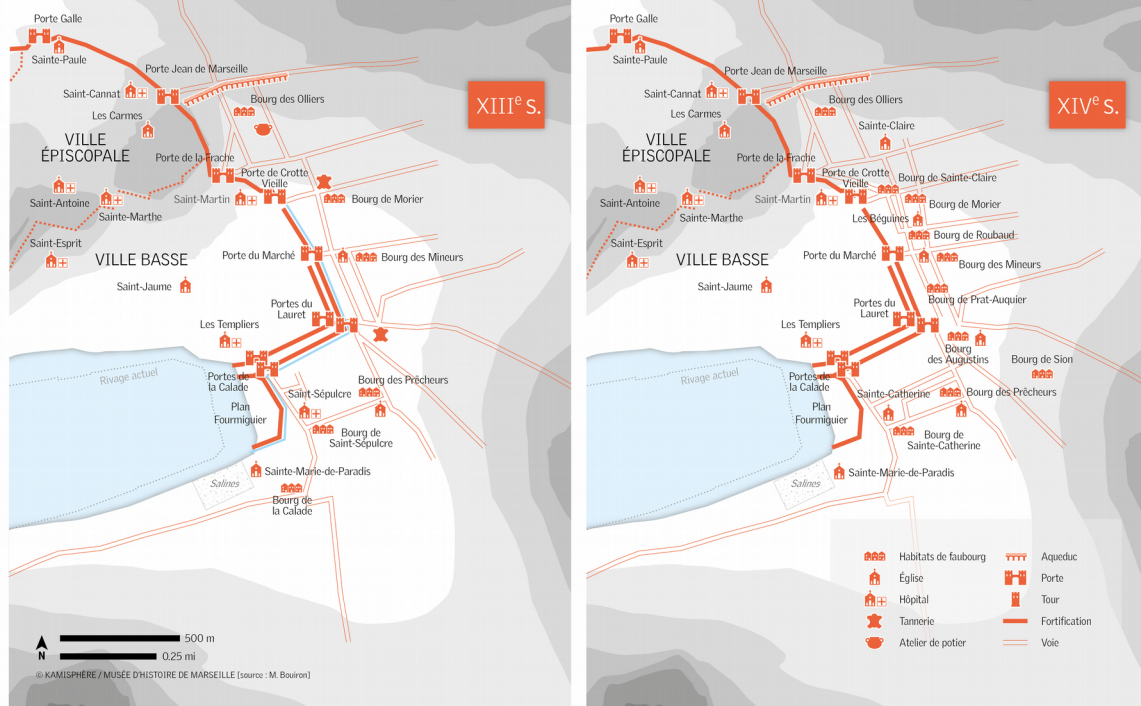 Porte Galle
Sainte-Paule
Porte Jean de Marseille
Saint-Cannat
XIIIe s.
Les Carmes
Bourg des Olliers
VILLE
ÉPISCOPALE
Porte de la Frache
Porte de Crotte
Vieille
Saint-Antoine
Sainte-Marthe
Saint-Martin
Bourg de Morier
Saint-Esprit
VILLE BASSE
Porte du Marché
Bourg des Mineurs
Saint-Jaume
Portes du
Lauret
Les Templiers
Rivage actuel
Portes de
la Calade
Bourg des Prêcheurs
Saint-Sépulcre
Plan
Fourmiguier
Bourg de
Saint-Sépulcre
Sainte-Marie-de-Paradis
Salines
Bourg de
la Calade
500 m
N
0.25 mi
© KAMISPHÈRE / MUSÉE D'HISTOIRE DE MARSEILLE [source : M. Bouiron]
Porte Galle
Sainte-Paule
Porte Jean de Marseille
Saint-Cannat
XIVe s.
Les Carmes
Bourg des Olliers
Sainte-Claire
VILLE
ÉPISCOPALE
Porte de la Frache
Porte de Crotte
Vieille
Bourg de Sainte-Claire
Saint-Antoine
Sainte-Marthe
Saint-Martin
Bourg de Morier
Les Béguines
Bourg de Roubaud
Saint-Esprit
VILLE BASSE
Porte du Marché
Bourg des Mineurs
Saint-Jaume
Bourg de Prat-Auquier
Portes du
Lauret
Les Templiers
Bourg
des Augustins
Bourg de Sion
Rivage actuel
Portes de
la Calade
Sainte-Catherine
Bourg des Prêcheurs
Plan
Fourmiguier
Bourg de
Sainte-Catherine
Sainte-Marie-de-Paradis
Salines
Habitats de faubourg
Église
Hôpital
Tannerie
Atelier de potier
Aqueduc
Porte
Tour
Fortification
Voie